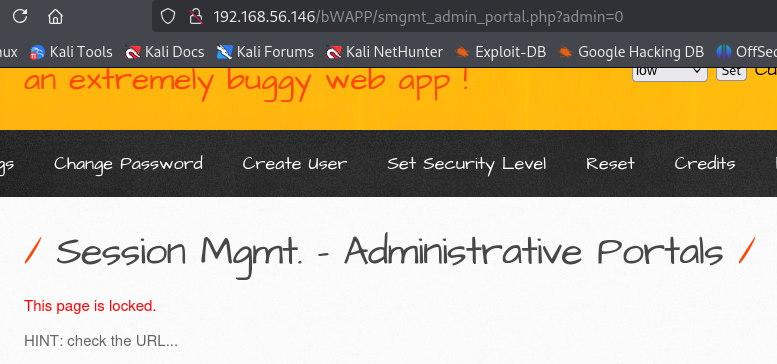 192.168.56.146/bWAPP/smgmt_admin_portal.php?admin=0
nux Kali Tools Kali Docs Kali Forums Kali NetHunter Exploit-DB Google Hacking DB OffSec
an extremely buggy web app !
low Set Cu
gs Change Password Create User Set Security Level Reset Credits
/ Session Mgmt. - Administrative Portals /
This page is locked.
HINT: check the URL...